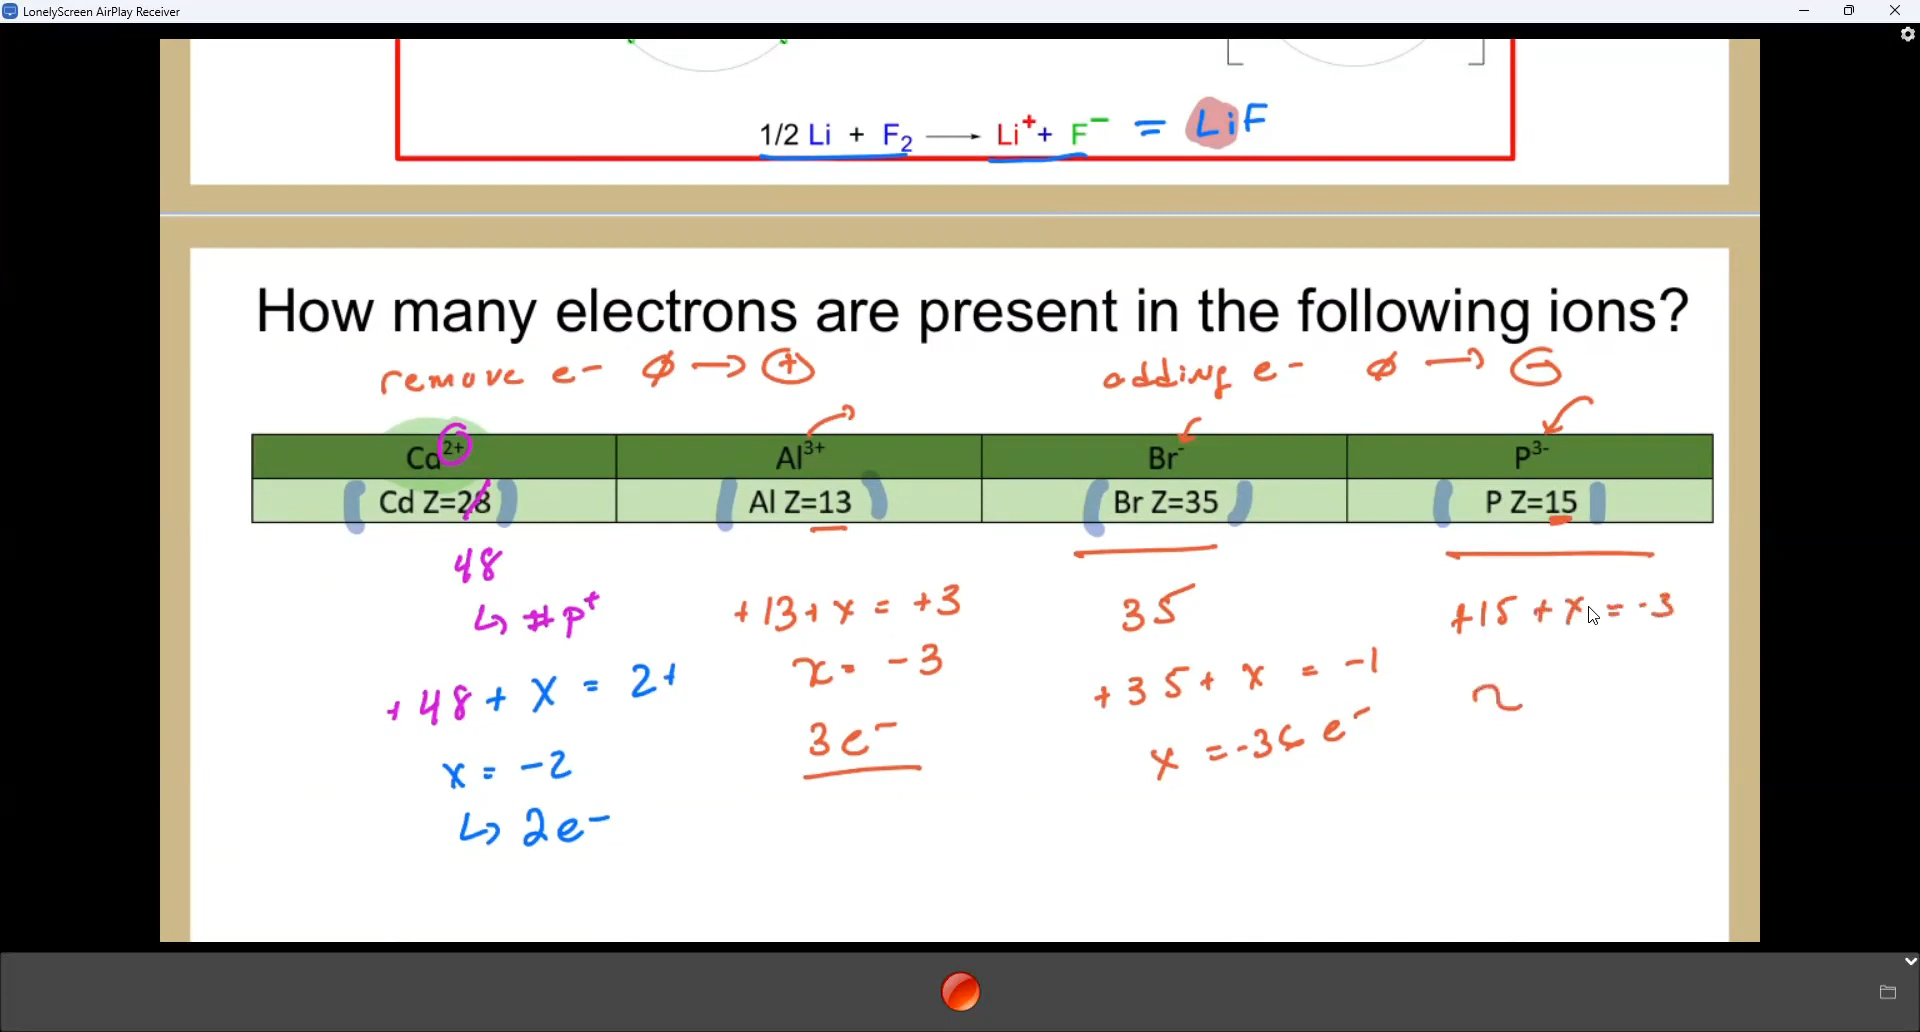 LonelyScreen AirPlay Receiver
1/2 Li + F₂ ⟶ Li⁺ + F⁻ = LiF
How many electrons are present in the following ions?
remove e- ∅ → + adding e- ∅ → -
Cd²⁺ Al³⁺ Br⁻ P³⁻
Cd Z=28 Al Z=13 Br Z=35 P Z=15
48
↳ #p⁺
+48 + X = 2+
x = -2
↳ 2e-
+13 + x = +3
x = -3
3e-
35
+35 + x = -1
x = -36 e-
+15 + x = -3